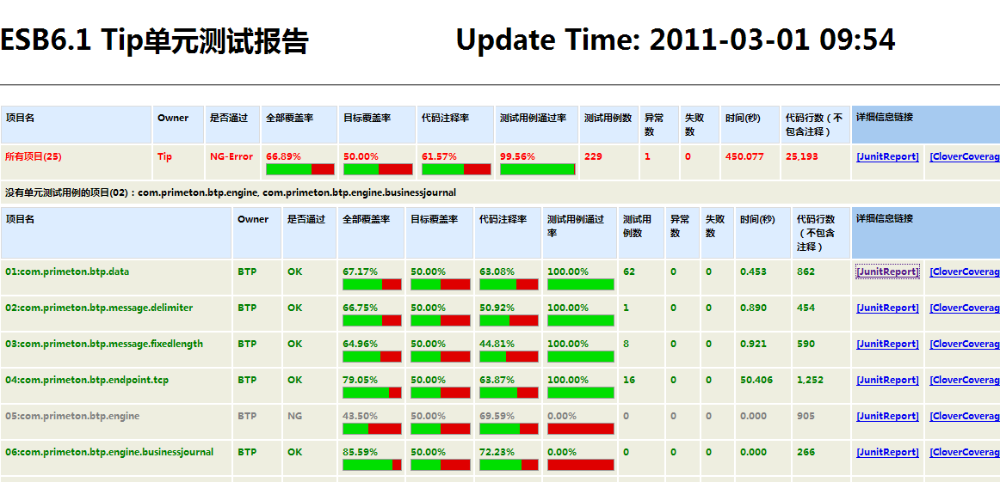 ESB6.1 Tip单元测试报告 Update Time: 2011-03-01 09:54
项目名 Owner 是否通过 全部覆盖率 目标覆盖率 代码注释率 测试用例通过率 测试用例数 异常数 失败数 时间(秒) 代码行数（不包含注释） 详细信息链接
所有项目(25) Tip NG-Error 66.89% 50.00% 61.57% 99.56% 229 1 0 450.077 25,193 [JunitReport] [CloverCoverag
没有单元测试用例的项目(02)：com.primeton.btp.engine, com.primeton.btp.engine.businessjournal
项目名 Owner 是否通过 全部覆盖率 目标覆盖率 代码注释率 测试用例通过率 测试用例数 异常数 失败数 时间(秒) 代码行数（不包含注释） 详细信息链接
01:com.primeton.btp.data BTP OK 67.17% 50.00% 63.08% 100.00% 62 0 0 0.453 862 [JunitReport] [CloverCoverag
02:com.primeton.btp.message.delimiter BTP OK 66.75% 50.00% 50.92% 100.00% 1 0 0 0.890 454 [JunitReport] [CloverCoverag
03:com.primeton.btp.message.fixedlength BTP OK 64.96% 50.00% 44.81% 100.00% 8 0 0 0.921 590 [JunitReport] [CloverCoverag
04:com.primeton.btp.endpoint.tcp BTP OK 79.05% 50.00% 63.87% 100.00% 16 0 0 50.406 1,252 [JunitReport] [CloverCoverag
05:com.primeton.btp.engine BTP NG 43.50% 50.00% 69.59% 0.00% 0 0 0 0.000 905 [JunitReport] [CloverCoverag
06:com.primeton.btp.engine.businessjournal BTP OK 85.59% 50.00% 72.23% 0.00% 0 0 0 0.000 266 [JunitReport] [CloverCoverag